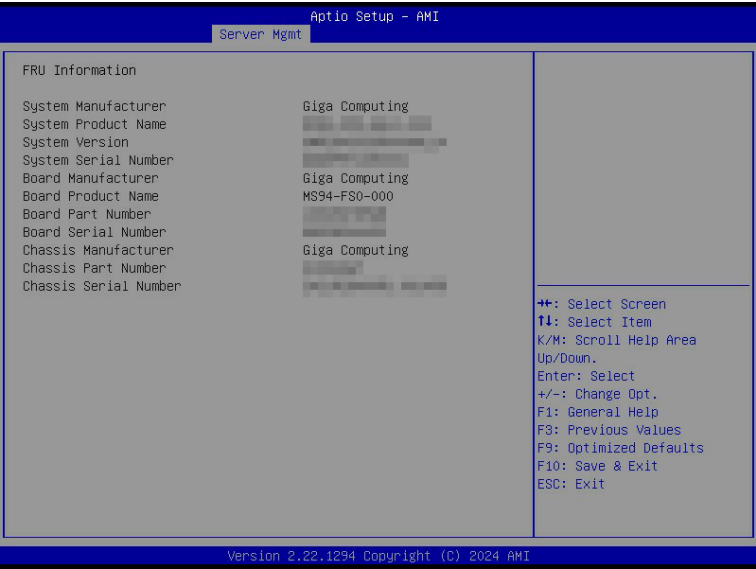 Aptio Setup - AMI
Server Mgmt
FRU Information
System Manufacturer Giga Computing
System Product Name
System Version
System Serial Number
Board Manufacturer Giga Computing
Board Product Name MS94-FS0-000
Board Part Number
Board Serial Number
Chassis Manufacturer Giga Computing
Chassis Part Number
Chassis Serial Number
→←: Select Screen
↑↓: Select Item
K/M: Scroll Help Area
Up/Down.
Enter: Select
+/-: Change Opt.
F1: General Help
F3: Previous Values
F9: Optimized Defaults
F10: Save & Exit
ESC: Exit
Version 2.22.1294 Copyright (C) 2024 AMI